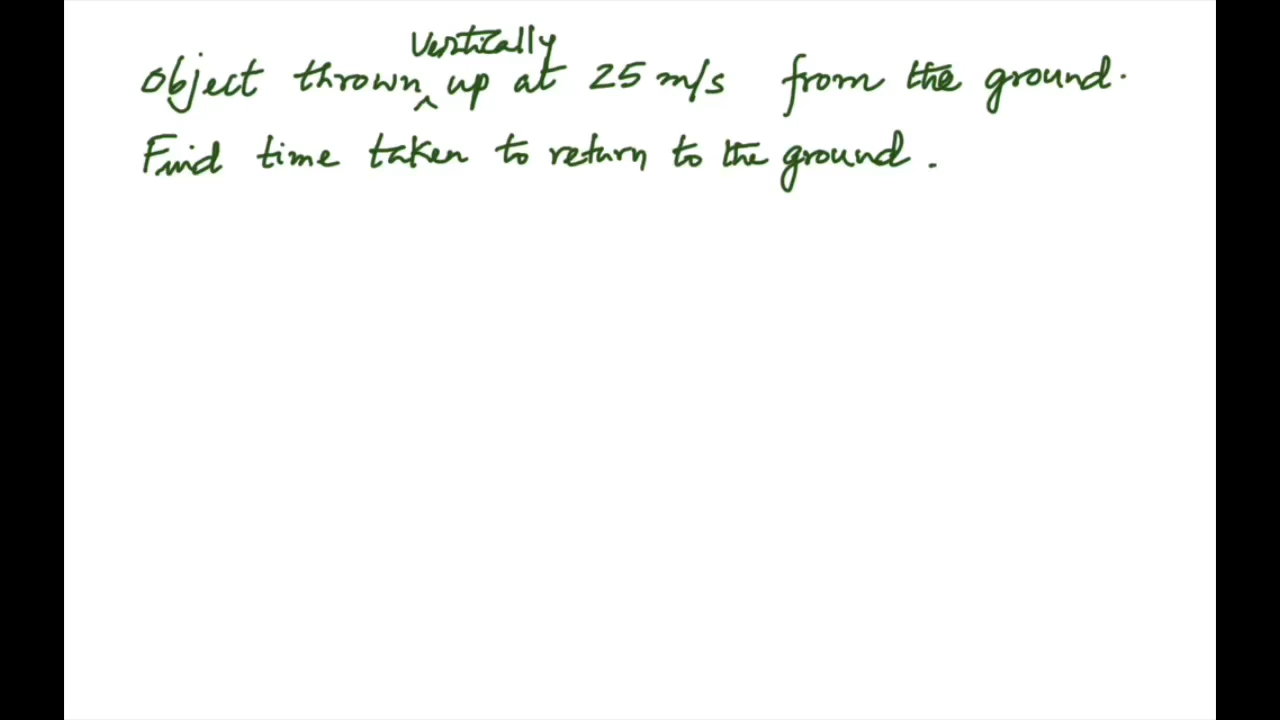 Object thrown ^ vertically up at 25 m/s from the ground.
Find time taken to return to the ground.